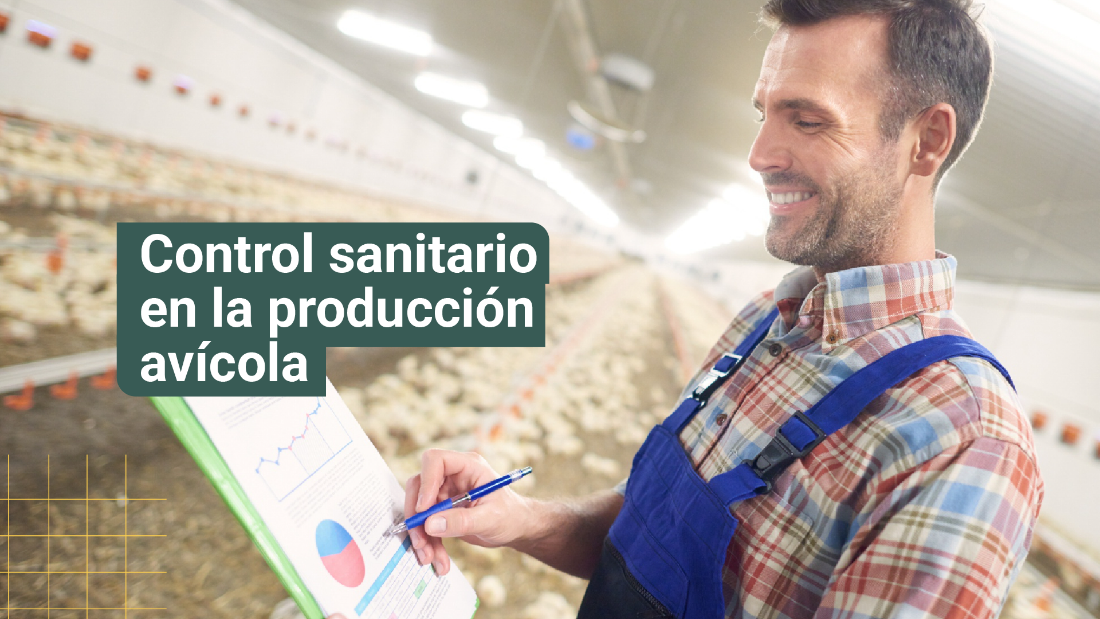 Control sanitario
en la producción
avícola